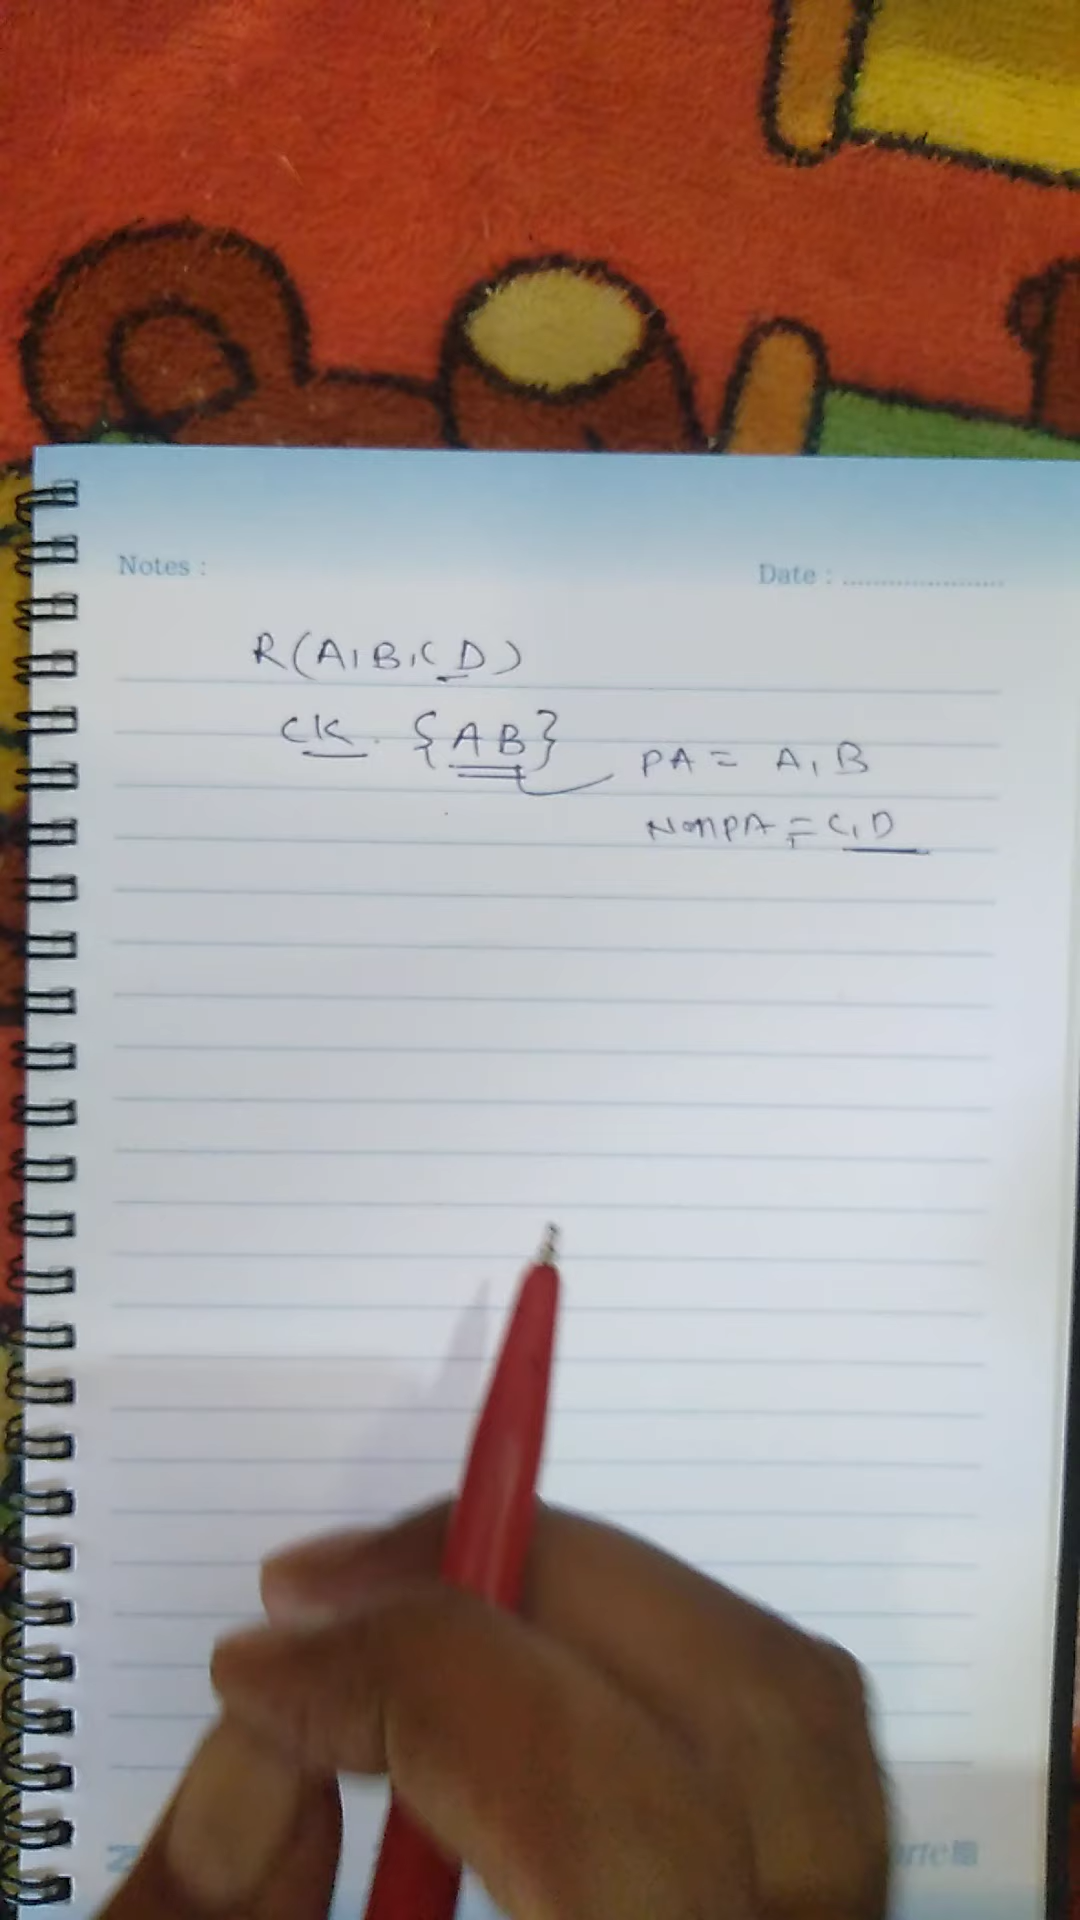 Notes :
Date : ......................
R(A,B,C D)
CK. {AB}
PA = A, B
NonPA = C, D